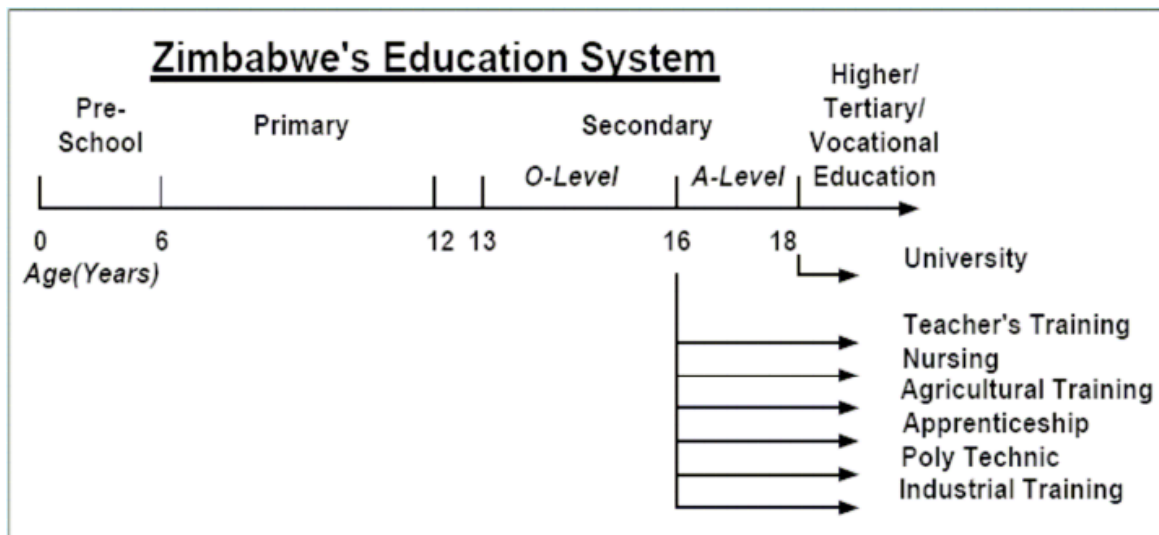 Zimbabwe's Education System
Pre-
School
Primary
Secondary
Higher/
Tertiary/
Vocational
Education
O-Level
A-Level
0
6
12
13
16
18
Age(Years)
University
Teacher's Training
Nursing
Agricultural Training
Apprenticeship
Poly Technic
Industrial Training